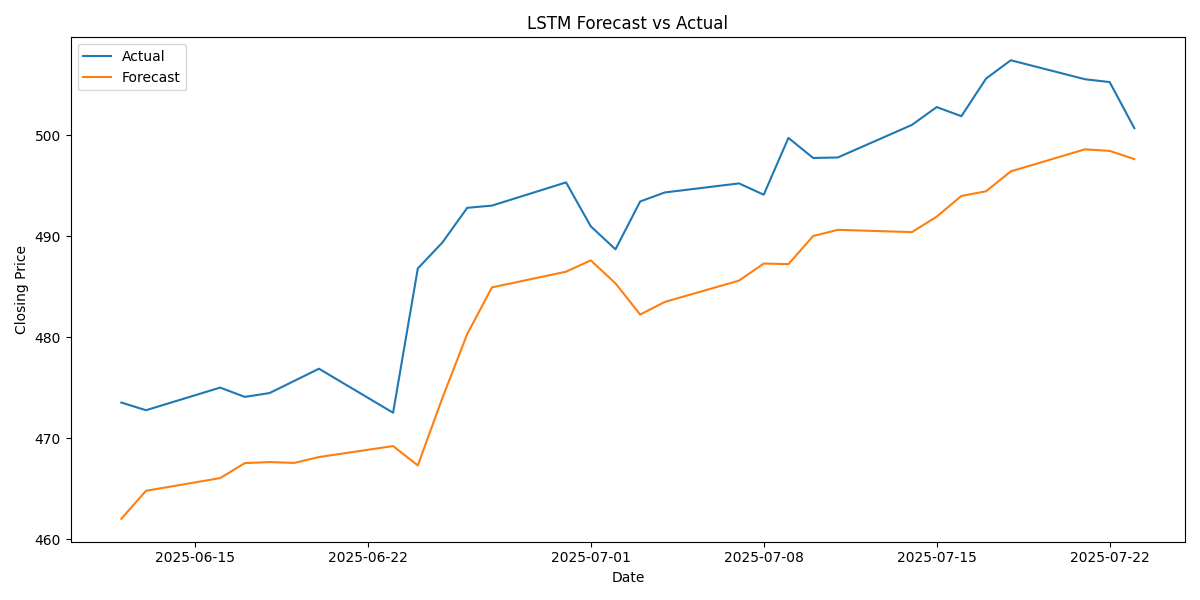 LSTM Forecast vs Actual
Actual
Forecast
Closing Price
500
490
480
470
460
2025-06-15
2025-06-22
2025-07-01
2025-07-08
2025-07-15
2025-07-22
Date